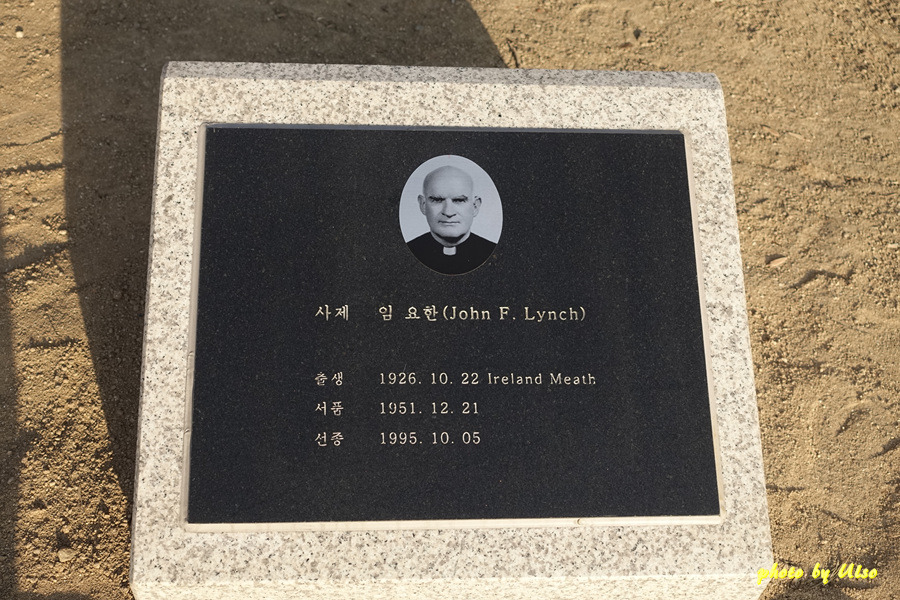 사제 임 요한(John F. Lynch)
출생 1926. 10. 22 Ireland Meath
서품 1951. 12. 21
선종 1995. 10. 05
photo by Ulso